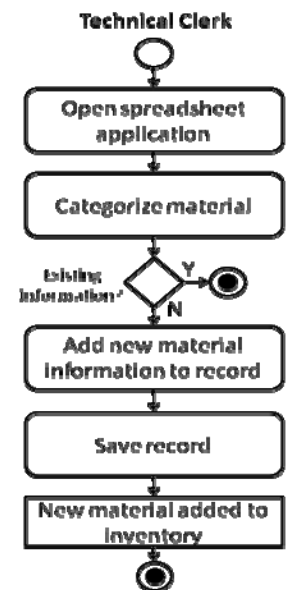 Technical Clerk
Open spreadsheet
application
Categorize material
Existing
Information?
Y
N
Add new material
information to record
Save record
New material added to
Inventory